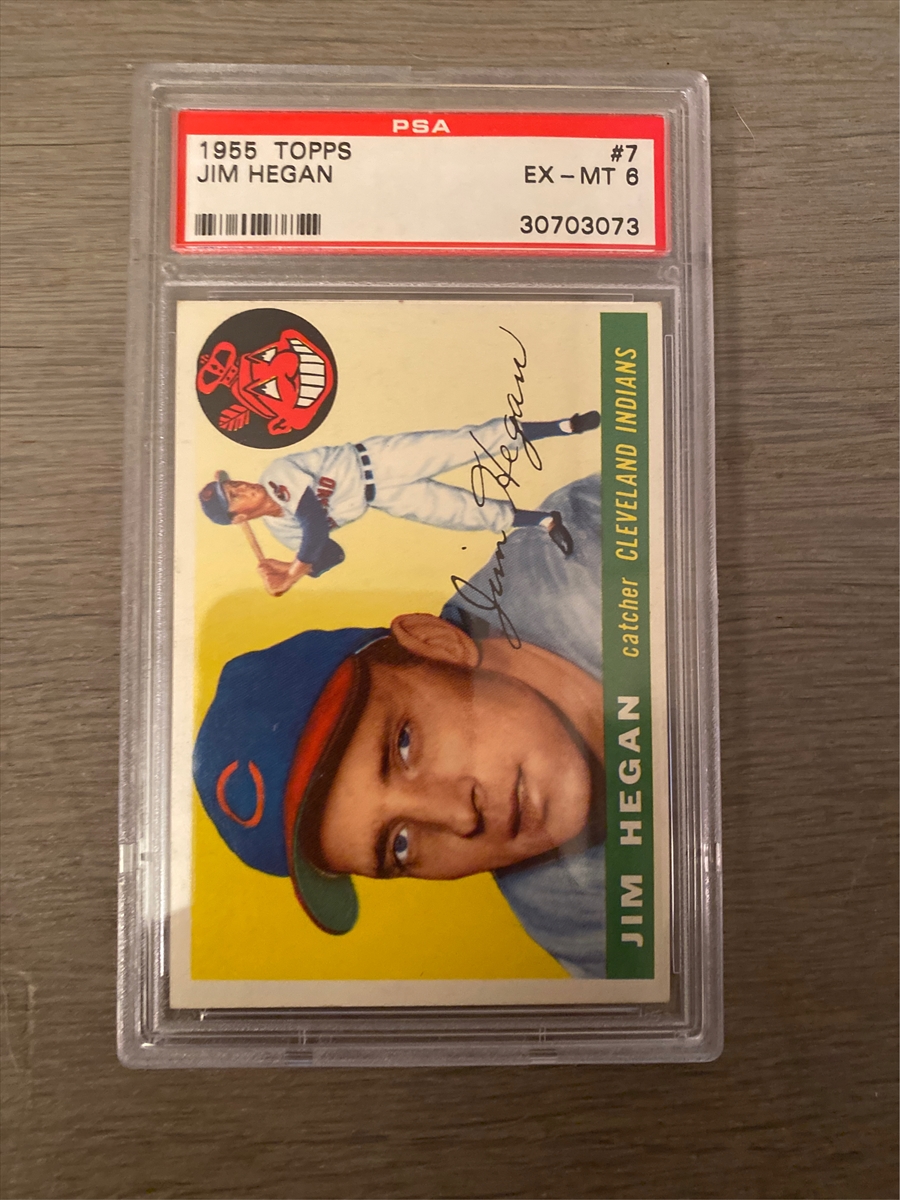 PSA
1955 TOPPS #7
JIM HEGAN EX-MT 6
30703073
Jim Hegan
JIM HEGAN catcher CLEVELAND INDIANS
C